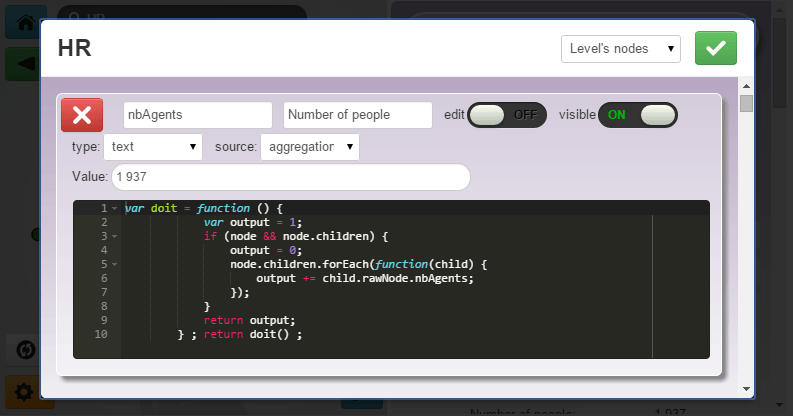 HR
HR
Level's nodes
nbAgents
Number of people
edit
OFF
visible
ON
type:
text
source:
aggregation
Value:
1 937
1 var doit = function () {
2 var output = 1;
3 if (node && node.children) {
4 output = 0;
5 node.children.forEach(function(child) {
6 output += child.rawNode.nbAgents;
7 });
8 }
9 return output;
10 } ; return doit() ;
Number of people:
1 937